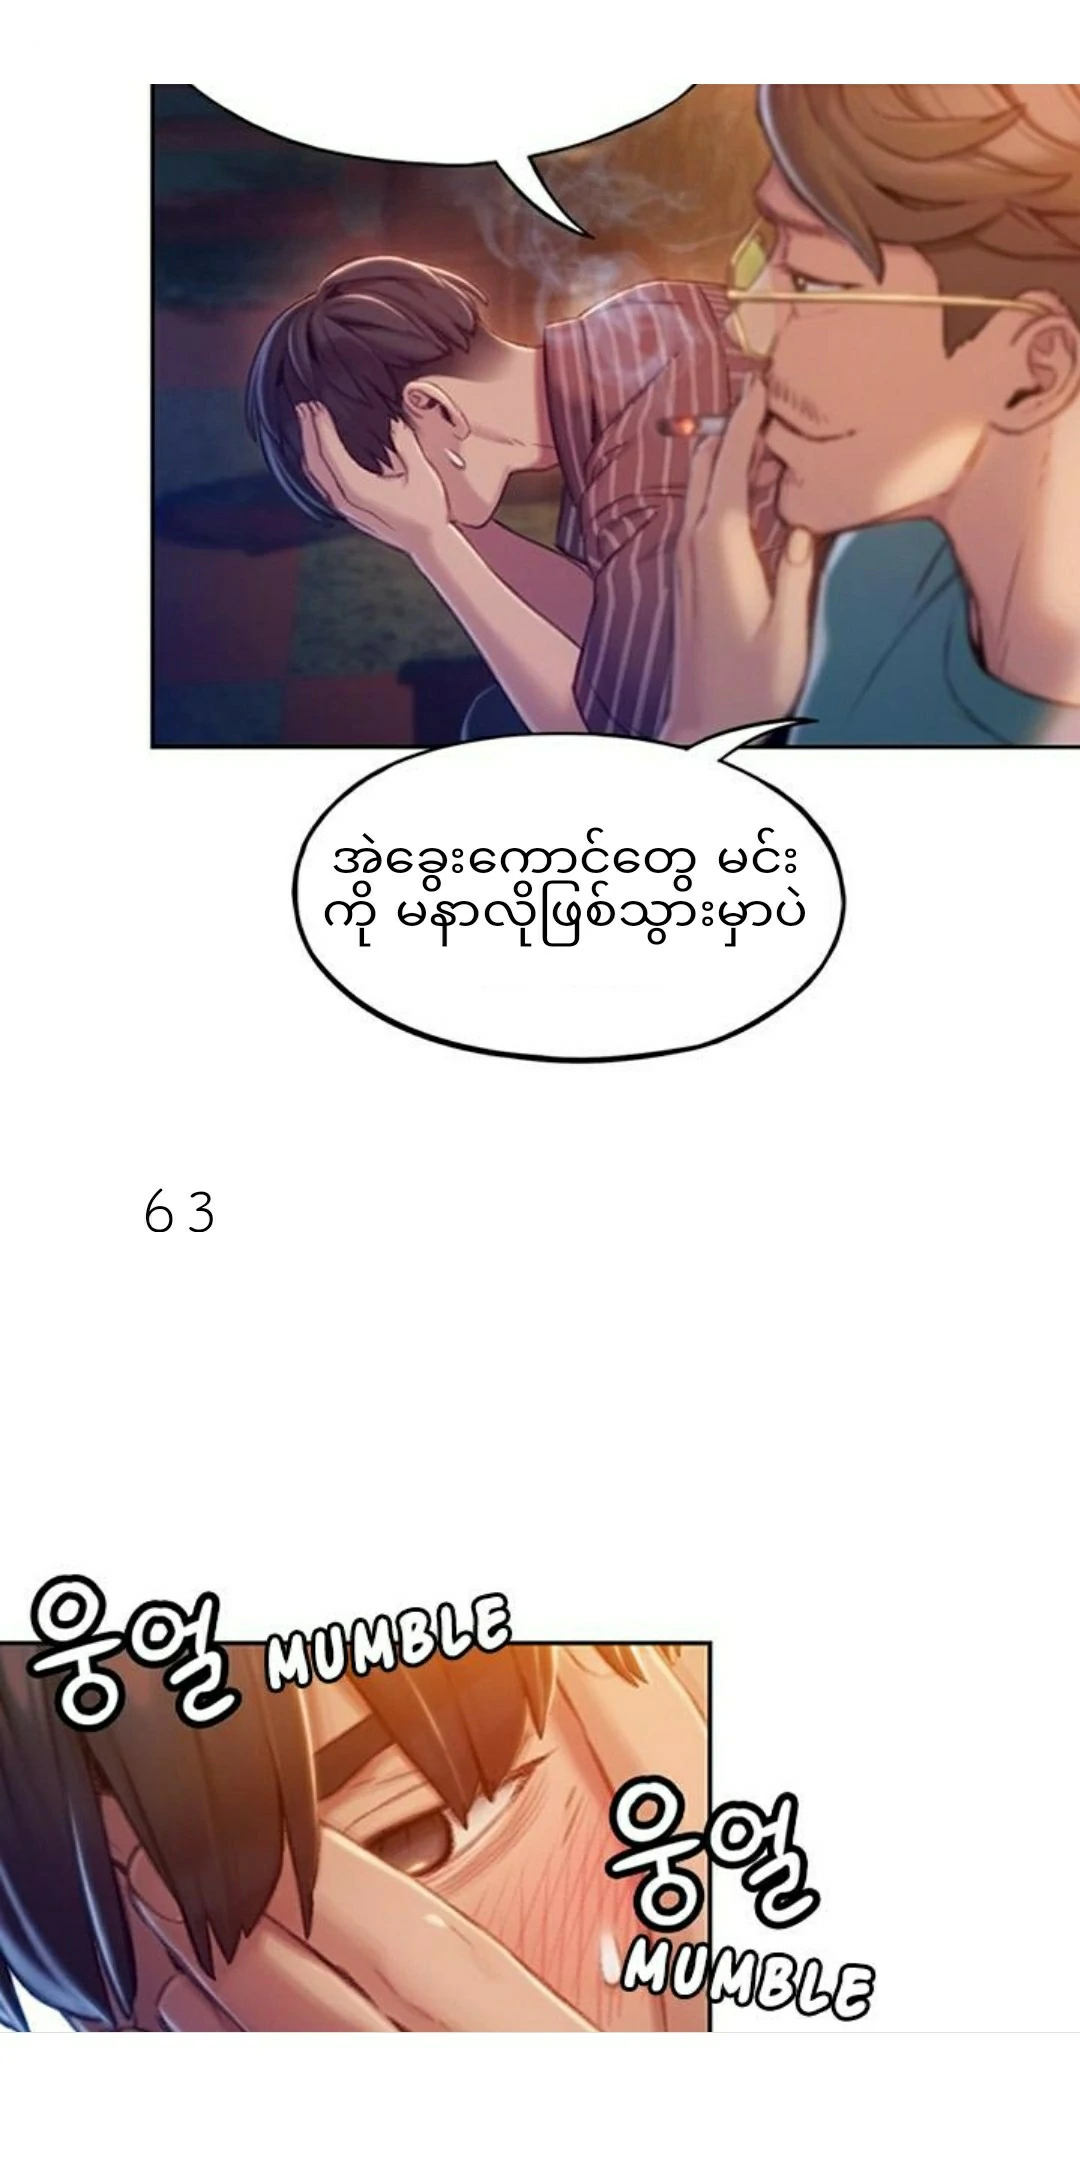 အဲခွေးကောင်တွေ မင်း
ကို မနာလိုဖြစ်သွားမှာပဲ
63
웅얼 MUMBLE
웅얼
MUMBLE